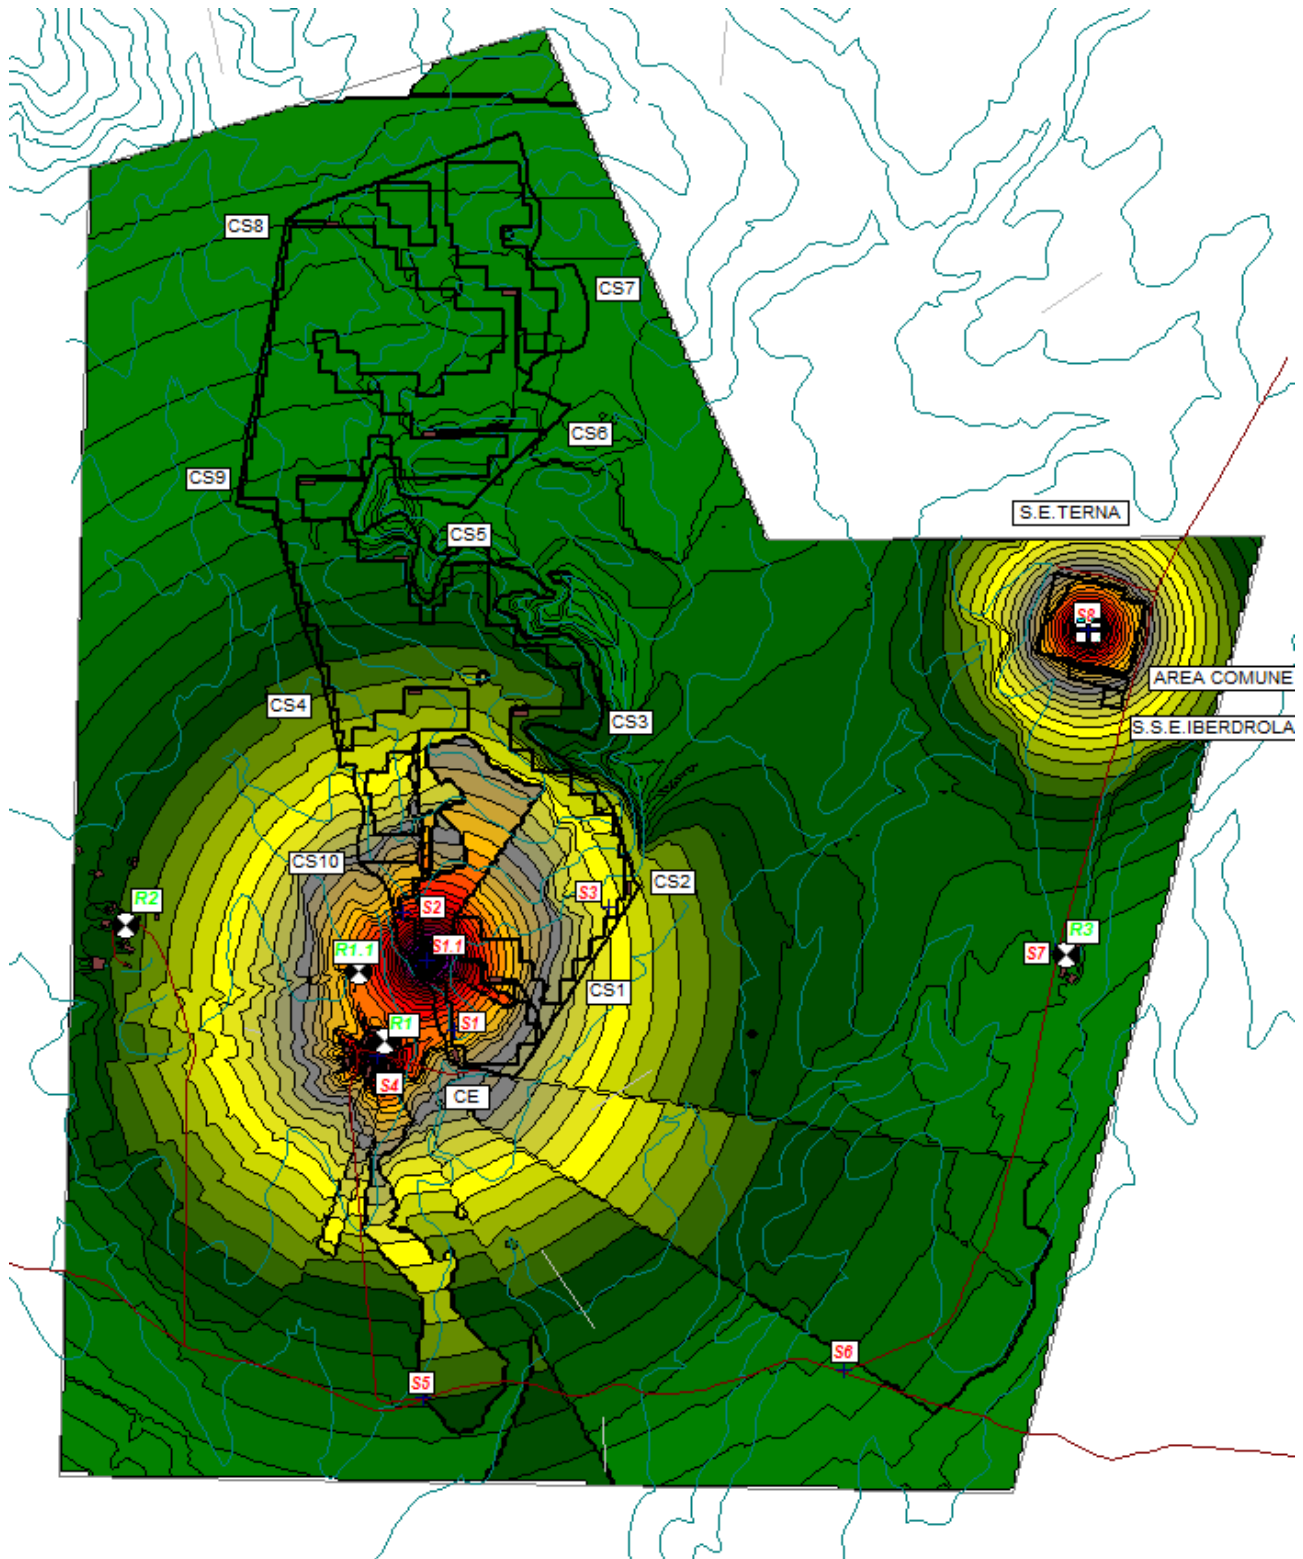 CS8
CS7
CS6
CS9
S.E.TERNA
CS5
S8
AREA COMUNE
CS4
CS3
S.S.E.IBERDROLA
CS10
CS2
S3
R2
S2
R3
S1.1
S7
R1.1
CS1
R1
S1
S4
CE
S6
S5